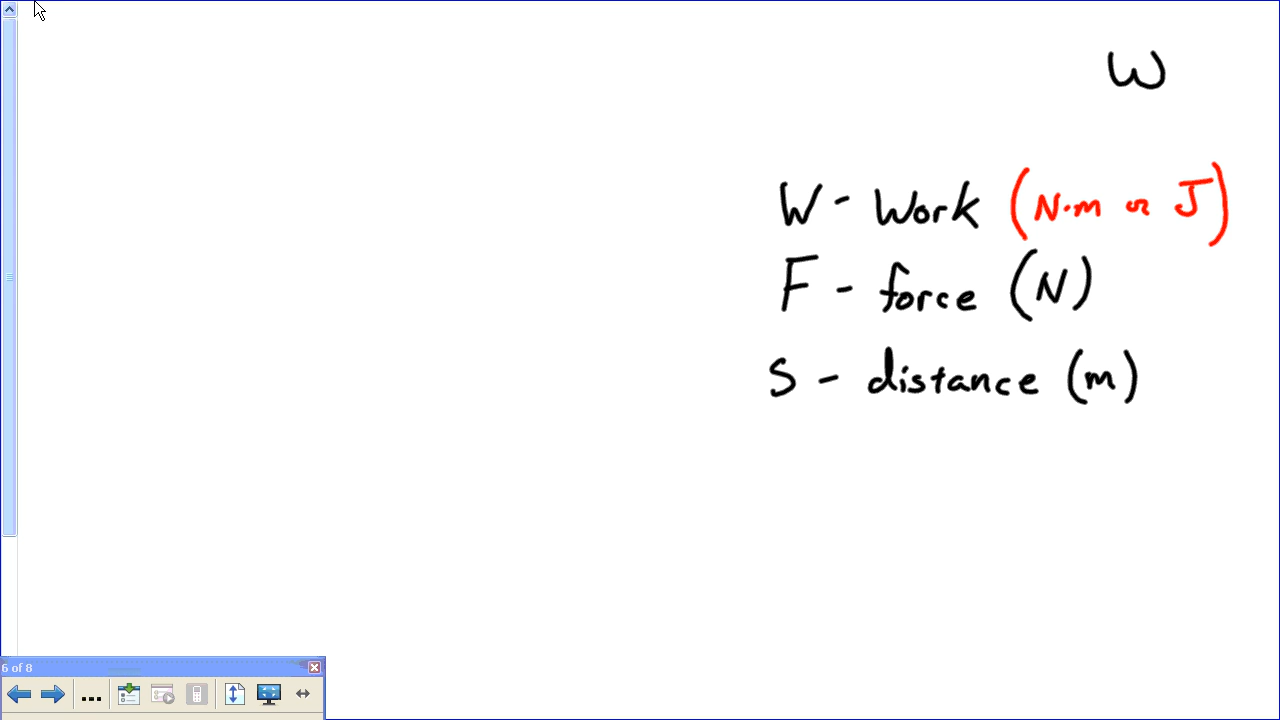 W
W - Work (N·m or J)
F - force (N)
S - distance (m)
6 of 8
...